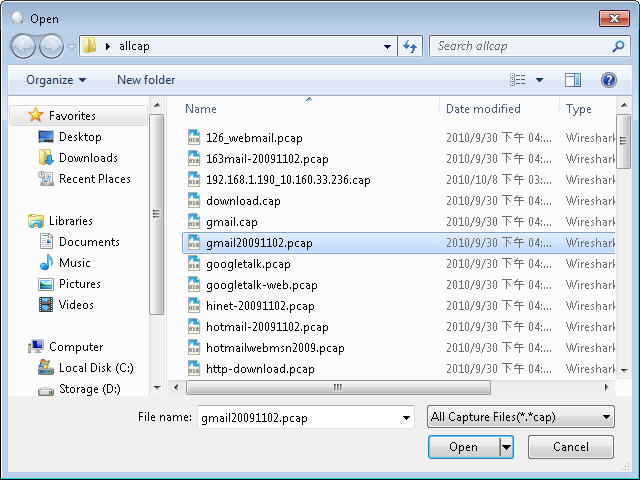 Open
allcap
Search allcap
Organize New folder
Name Date modified Type
Favorites
Desktop
Downloads
Recent Places
Libraries
Documents
Music
Pictures
Videos
Computer
Local Disk (C:)
Storage (D:)
126_webmail.pcap 2010/9/30 下午 04:... Wireshark
163mail-20091102.pcap 2010/9/30 下午 04:... Wireshark
192.168.1.190_10.160.33.236.cap 2010/10/8 下午 03:... Wireshark
download.cap 2010/9/30 下午 04:... Wireshark
gmail.cap 2010/9/30 下午 04:... Wireshark
gmail20091102.pcap 2010/9/30 下午 04:... Wireshark
googletalk.pcap 2010/9/30 下午 04:... Wireshark
googletalk-web.pcap 2010/9/30 下午 04:... Wireshark
hinet-20091102.pcap 2010/9/30 下午 04:... Wireshark
hotmail-20091102.pcap 2010/9/30 下午 04:... Wireshark
hotmailwebmsn2009.pcap 2010/9/30 下午 04:... Wireshark
http-download.pcap 2010/9/30 下午 04:... Wireshark
File name: gmail20091102.pcap All Capture Files(*.*cap)
Open Cancel